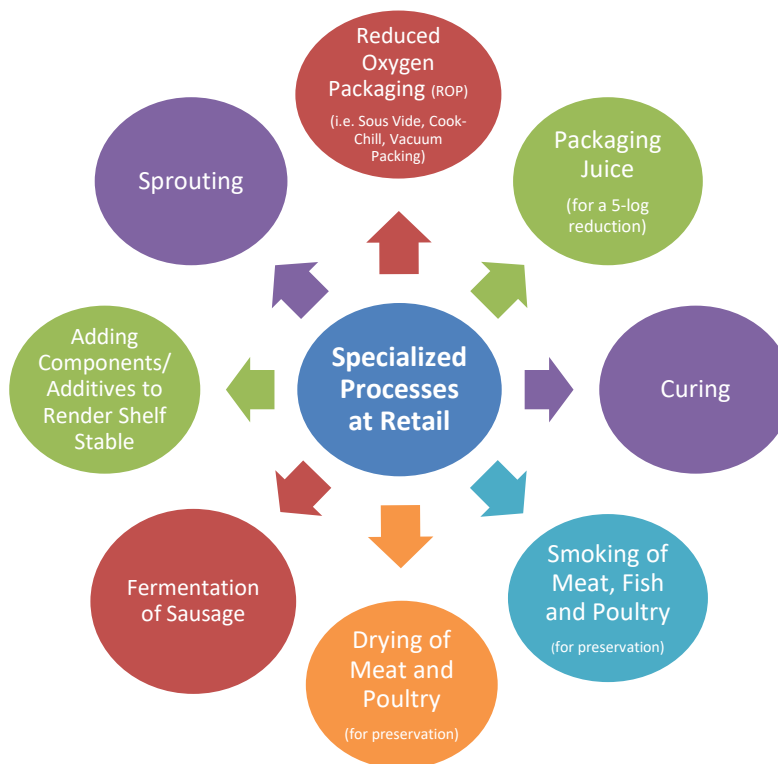 Reduced
Oxygen
Packaging (ROP)
(i.e. Sous Vide, Cook-
Chill, Vacuum
Packing)
Packaging
Juice
(for a 5-log
reduction)
Sprouting
Specialized
Processes
at Retail
Curing
Adding
Components/
Additives to
Render Shelf
Stable
Smoking of
Meat, Fish
and Poultry
(for preservation)
Fermentation
of Sausage
Drying of
Meat and
Poultry
(for preservation)